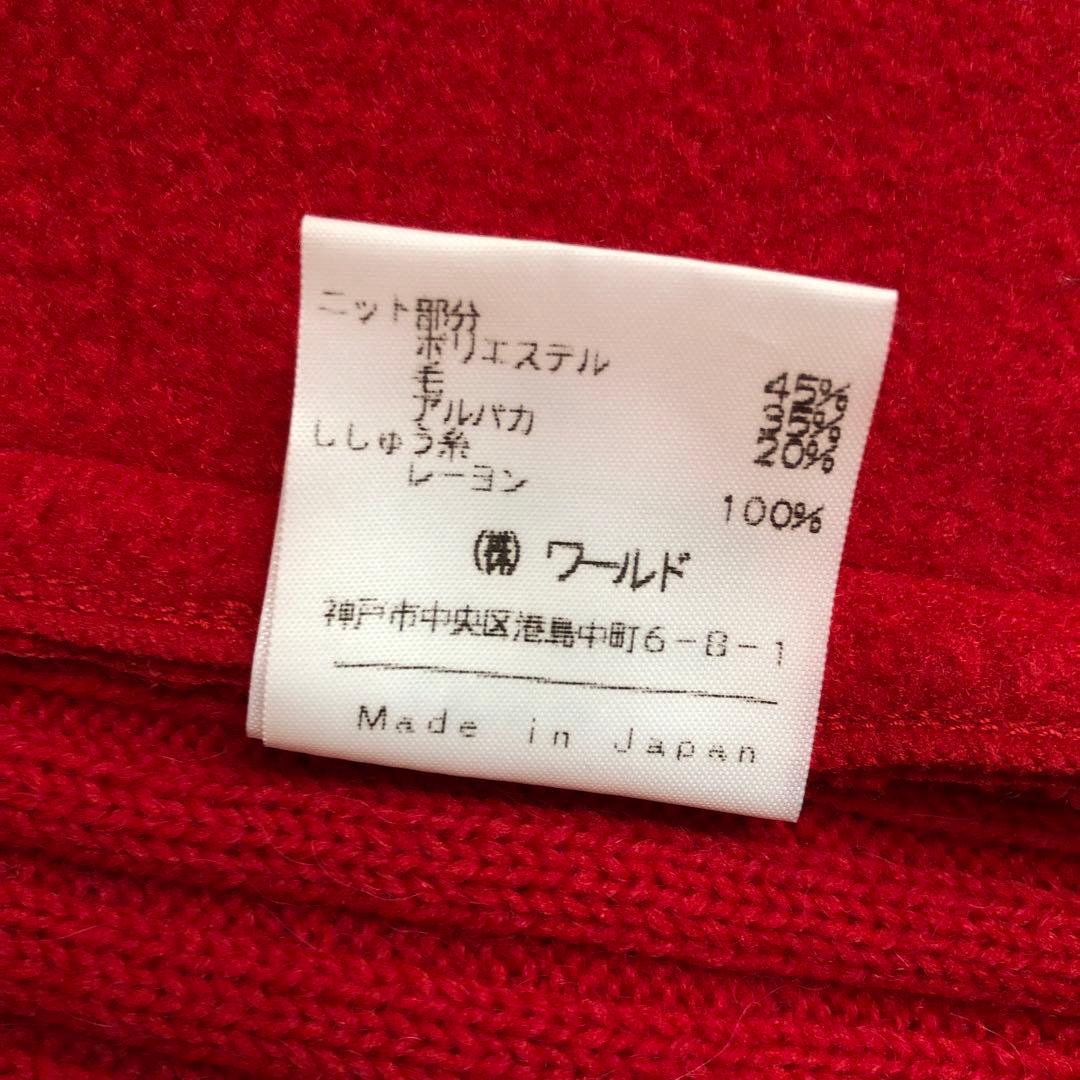 ニット部分
ポリエステル 45%
毛 35%
アルパカ 20%
ししゅう糸
レーヨン 100%
㈱ ワールド
神戸市中央区港島中町6-8-1
Made in Japan